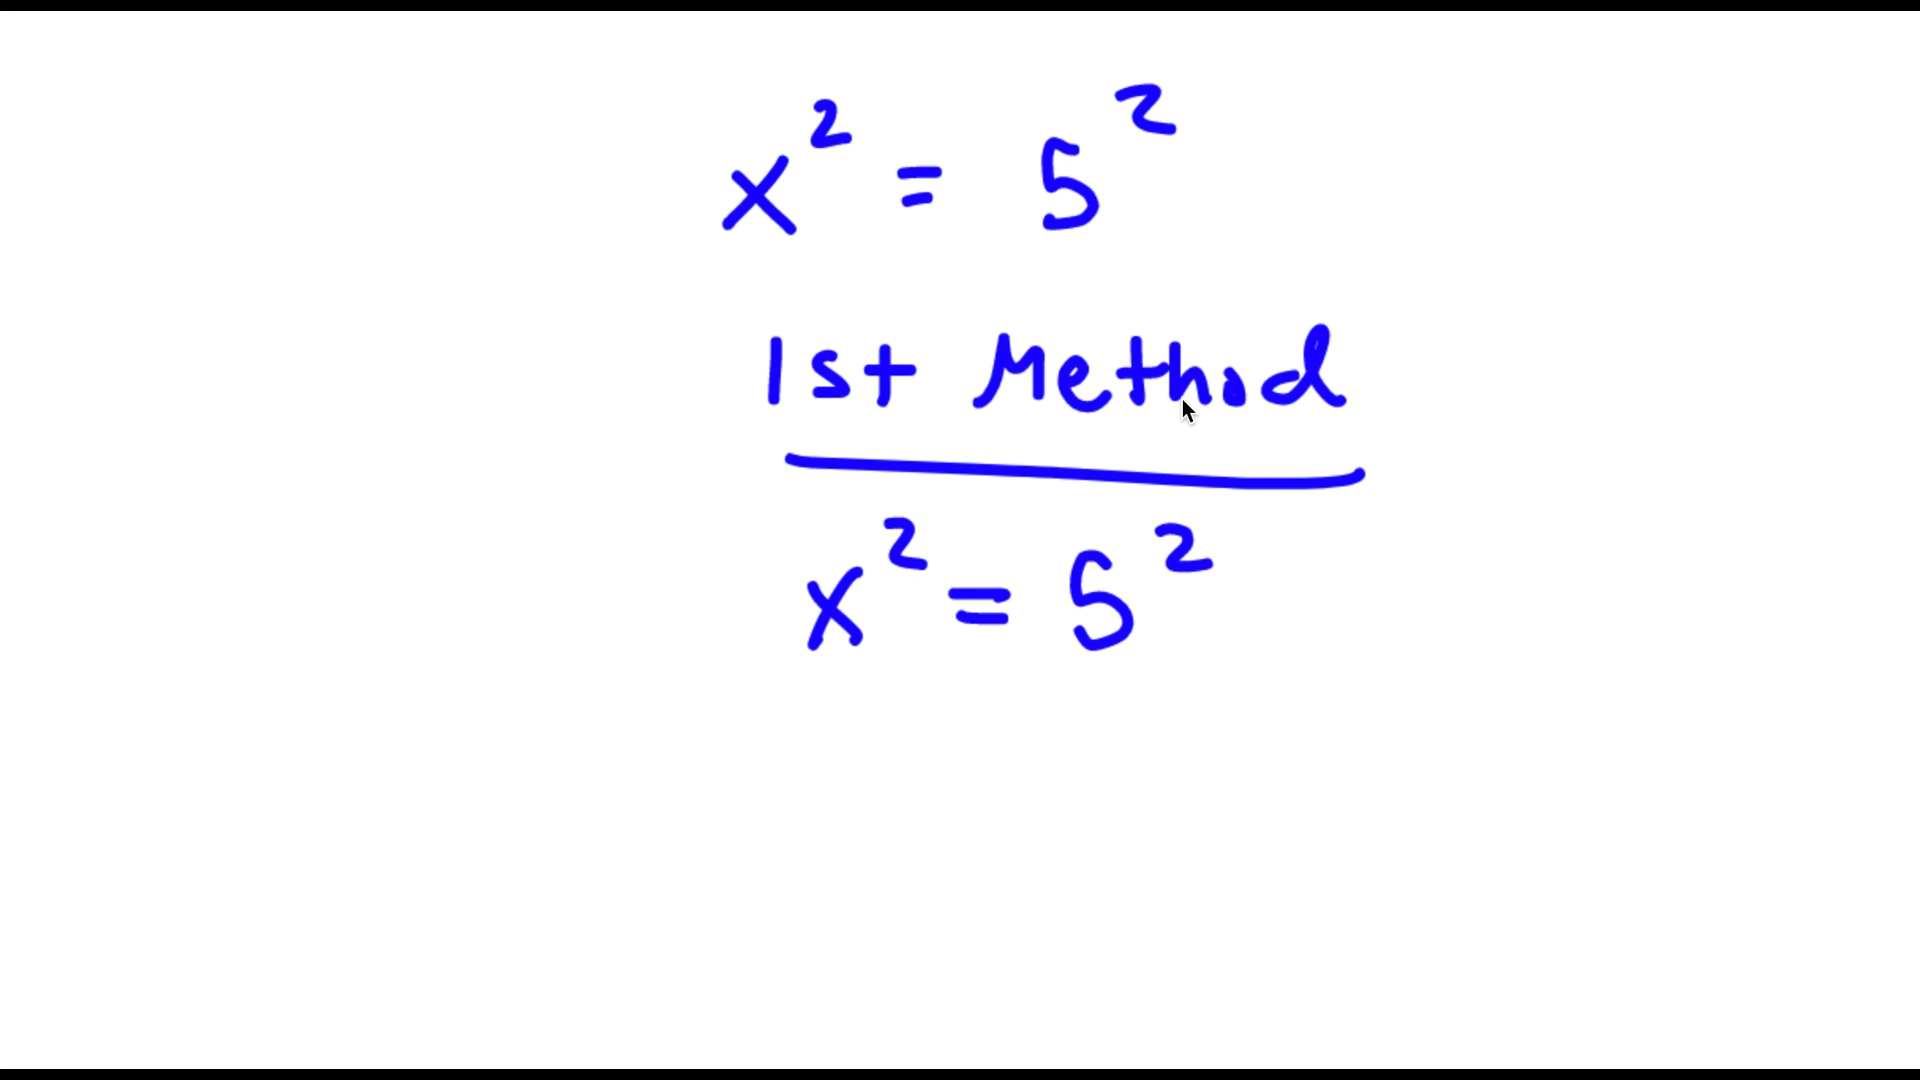 x² = 5²
1st Method
x² = 5²